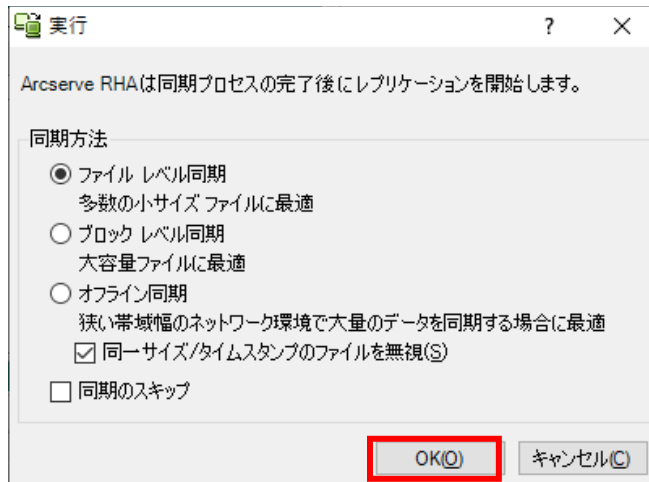 実行
Arcserve RHAは同期プロセスの完了後にレプリケーションを開始します。
同期方法
ファイル レベル同期
多数の小サイズ ファイルに最適
ブロック レベル同期
大容量ファイルに最適
オフライン同期
狭い帯域幅のネットワーク環境で大量のデータを同期する場合に最適
同一サイズ/タイムスタンプのファイルを無視(S)
同期のスキップ
OK(O)
キャンセル(C)